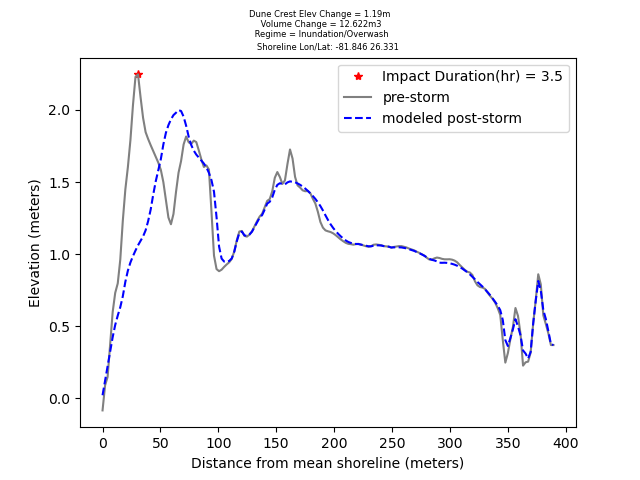 Dune Crest Elev Change = 1.19m
Volume Change = 12.622m3
Regime = Inundation/Overwash
Shoreline Lon/Lat: -81.846 26.331
Impact Duration(hr) = 3.5
pre-storm
modeled post-storm
2.0
1.5
1.0
0.5
0.0
Elevation (meters)
0 50 100 150 200 250 300 350 400
Distance from mean shoreline (meters)